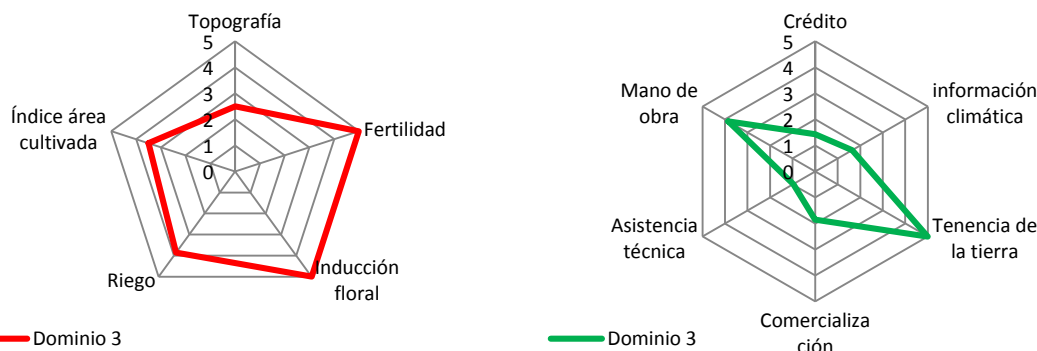 Topografía
5
4
3
2
1
0
Índice área
cultivada
Fertilidad
Riego
Inducción
floral
Dominio 3
Crédito
5
4
3
2
1
0
Mano de
obra
información
climática
Asistencia
técnica
Tenencia de
la tierra
Comercializa
ción
Dominio 3